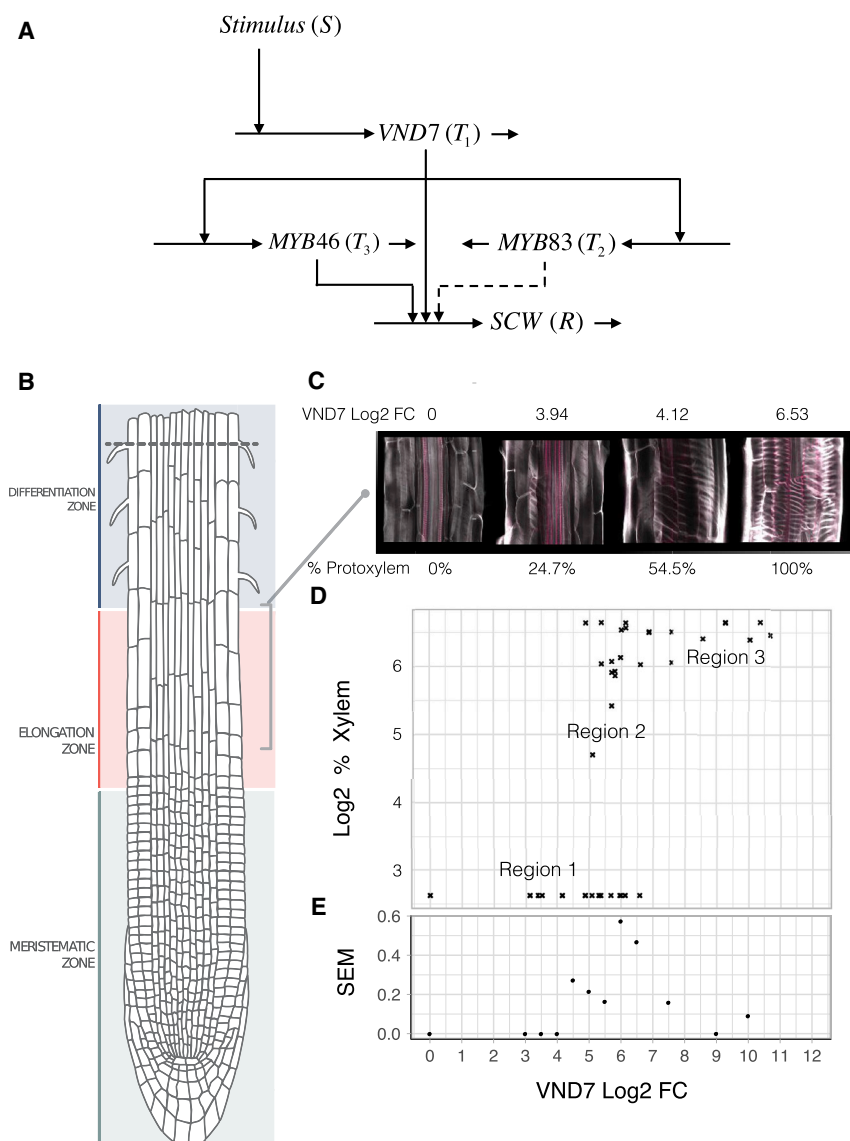 A
Stimulus (S)
VND7 (T1)
MYB46 (T3)
MYB83 (T2)
SCW (R)
B
DIFFERENTIATION
ZONE
ELONGATION
ZONE
MERISTEMATIC
ZONE
C
VND7 Log2 FC 0 3.94 4.12 6.53
% Protoxylem 0% 24.7% 54.5% 100%
D
Log2 % Xylem
6
5
4
3
Region 3
Region 2
Region 1
E
SEM
0.6
0.4
0.2
0.0
0 1 2 3 4 5 6 7 8 9 10 11 12
VND7 Log2 FC